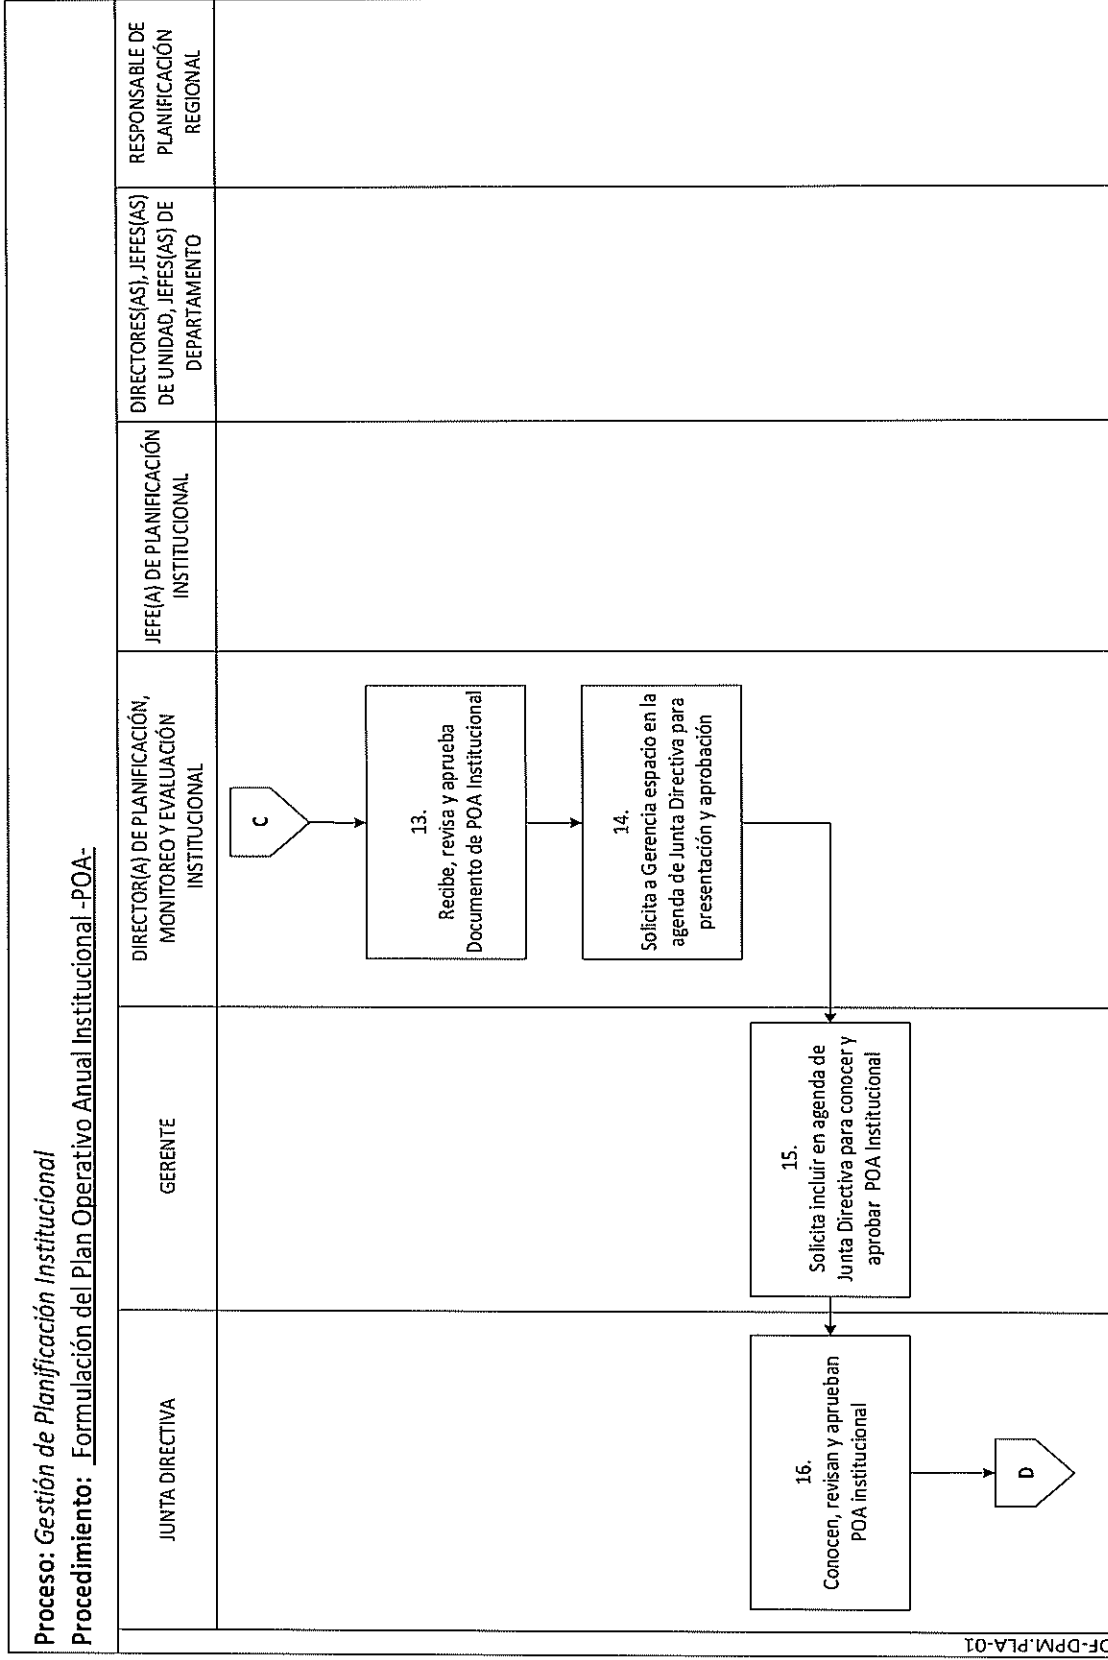 Proceso: Gestión de Planificación Institucional
Procedimiento: Formulación del Plan Operativo Anual Institucional -POA-
JUNTA DIRECTIVA
GERENTE
DIRECTOR(A) DE PLANIFICACIÓN,
MONITOREO Y EVALUACIÓN
INSTITUCIONAL
JEFE(A) DE PLANIFICACIÓN
INSTITUCIONAL
DIRECTORES(AS), JEFES(AS)
DE UNIDAD, JEFES(AS) DE
DEPARTAMENTO
RESPONSABLE DE
PLANIFICACIÓN
REGIONAL
C
13.
Recibe, revisa y aprueba
Documento de POA Institucional
14.
Solicita a Gerencia espacio en la
agenda de Junta Directiva para
presentación y aprobación
15.
Solicita incluir en agenda de
Junta Directiva para conocer y
aprobar POA Institucional
16.
Conocen, revisan y aprueban
POA institucional
D
DF-DPM.PLA-01